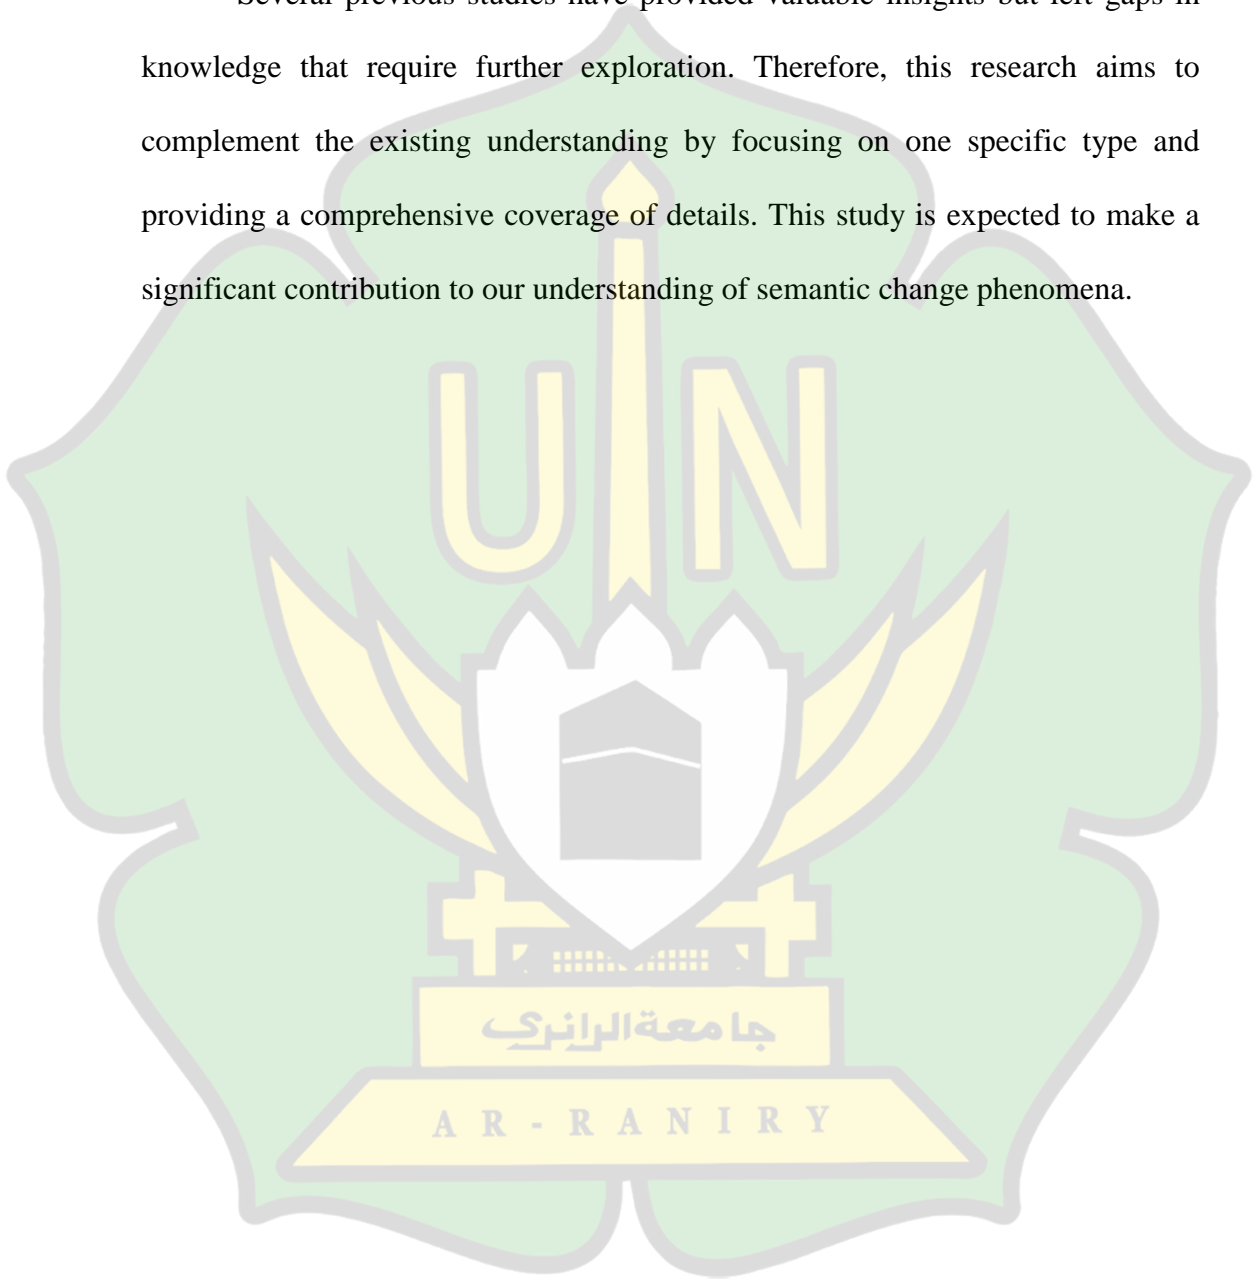 Several previous studies have provided valuable insights but left gaps in
knowledge that require further exploration. Therefore, this research aims to
complement the existing understanding by focusing on one specific type and
providing a comprehensive coverage of details. This study is expected to make a
significant contribution to our understanding of semantic change phenomena.
UIN
جامعة الرانري
AR-RANIRY